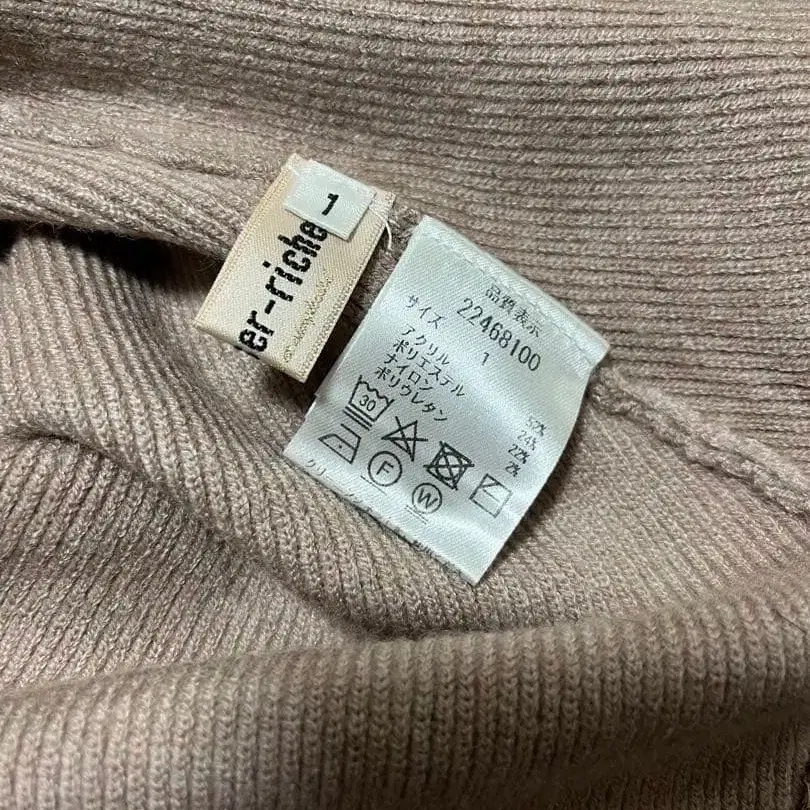 1
er-riche
品質表示
22468100
サイズ 1
アクリル 52%
ポリエステル 24%
ナイロン 22%
ポリウレタン 2%
30
F W